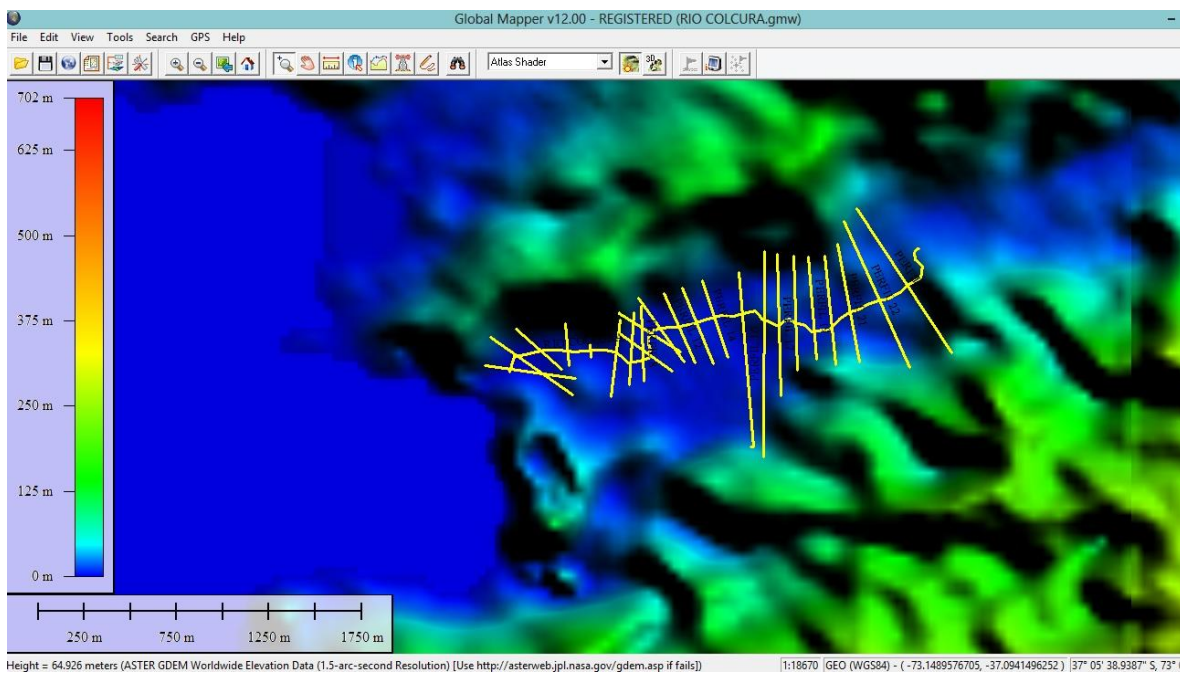 Global Mapper v12.00 - REGISTERED (RIO COLCURA.gmw)
File Edit View Tools Search GPS Help
Atlas Shader
3D
702 m
625 m
500 m
375 m
250 m
125 m
0 m
250 m 750 m 1250 m 1750 m
Height = 64.926 meters (ASTER GDEM Worldwide Elevation Data (1.5-arc-second Resolution) [Use http://asterweb.jpl.nasa.gov/gdem.asp if fails])
1:18670 GEO (WGS84) - ( -73.1489576705, -37.0941496252 ) 37° 05' 38.9387" S, 73°